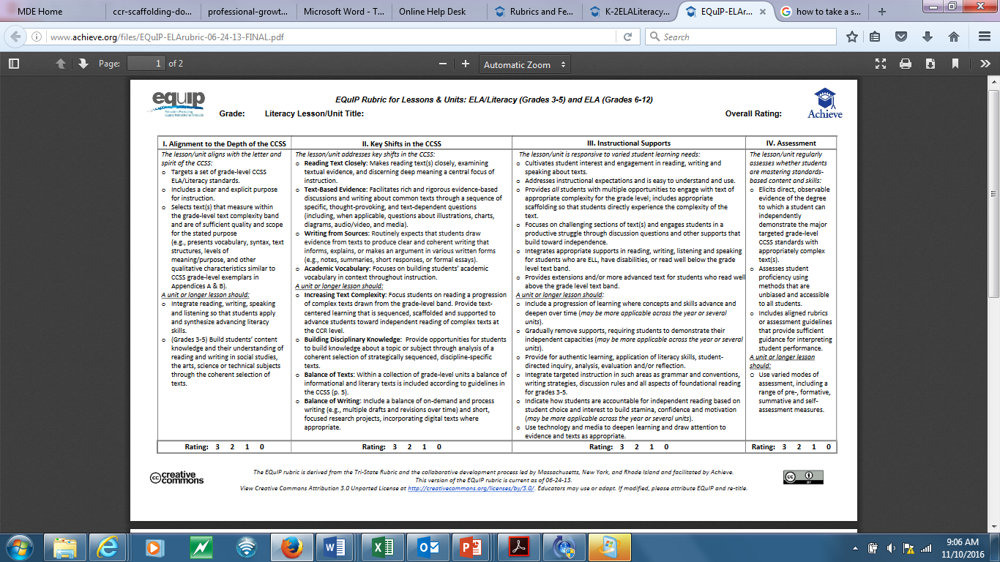 MDE Home
ccr-scaffolding-do...
professional-growt...
Microsoft Word - T...
Online Help Desk
Rubrics and Fe...
K-2ELALiteracy...
EQuIP-ELAr...
how to take a s...
www.achieve.org/files/EQuIP-ELArubric-06-24-13-FINAL.pdf
Search
Page: 1 of 2
Automatic Zoom
equip
Educators Evaluating
Quality Instructional Products
EQuIP Rubric for Lessons & Units: ELA/Literacy (Grades 3-5) and ELA (Grades 6-12)
Grade: Literacy Lesson/Unit Title: Overall Rating:
Achieve
I. Alignment to the Depth of the CCSS
The lesson/unit aligns with the letter and
spirit of the CCSS:
o Targets a set of grade-level CCSS
ELA/Literacy standards.
o Includes a clear and explicit purpose
for instruction.
o Selects text(s) that measure within
the grade-level text complexity band
and are of sufficient quality and scope
for the stated purpose
(e.g., presents vocabulary, syntax, text
structures, levels of
meaning/purpose, and other
qualitative characteristics similar to
CCSS grade-level exemplars in
Appendices A & B).
A unit or longer lesson should:
o Integrate reading, writing, speaking
and listening so that students apply
and synthesize advancing literacy
skills.
o (Grades 3-5) Build students' content
knowledge and their understanding of
reading and writing in social studies,
the arts, science or technical subjects
through the coherent selection of
texts.
Rating: 3 2 1 0
II. Key Shifts in the CCSS
The lesson/unit addresses key shifts in the CCSS:
o Reading Text Closely: Makes reading text(s) closely, examining
textual evidence, and discerning deep meaning a central focus of
instruction.
o Text-Based Evidence: Facilitates rich and rigorous evidence-based
discussions and writing about common texts through a sequence of
specific, thought-provoking, and text-dependent questions
(including, when applicable, questions about illustrations, charts,
diagrams, audio/video, and media).
o Writing from Sources: Routinely expects that students draw
evidence from texts to produce clear and coherent writing that
informs, explains, or makes an argument in various written forms
(e.g., notes, summaries, short responses, or formal essays).
o Academic Vocabulary: Focuses on building students' academic
vocabulary in context throughout instruction.
A unit or longer lesson should:
o Increasing Text Complexity: Focus students on reading a progression
of complex texts drawn from the grade-level band. Provide text-
centered learning that is sequenced, scaffolded and supported to
advance students toward independent reading of complex texts at
the CCR level.
o Building Disciplinary Knowledge: Provide opportunities for students
to build knowledge about a topic or subject through analysis of a
coherent selection of strategically sequenced, discipline-specific
texts.
o Balance of Texts: Within a collection of grade-level units a balance of
informational and literary texts is included according to guidelines in
the CCSS (p. 5).
o Balance of Writing: Include a balance of on-demand and process
writing (e.g., multiple drafts and revisions over time) and short,
focused research projects, incorporating digital texts where
appropriate.
Rating: 3 2 1 0
III. Instructional Supports
The lesson/unit is responsive to varied student learning needs:
o Cultivates student interest and engagement in reading, writing and
speaking about texts.
o Addresses instructional expectations and is easy to understand and use.
o Provides all students with multiple opportunities to engage with text of
appropriate complexity for the grade level; includes appropriate
scaffolding so that students directly experience the complexity of the
text.
o Focuses on challenging sections of text(s) and engages students in a
productive struggle through discussion questions and other supports that
build toward independence.
o Integrates appropriate supports in reading, writing, listening and speaking
for students who are ELL, have disabilities, or read well below the grade
level text band.
o Provides extensions and/or more advanced text for students who read well
above the grade level text band.
A unit or longer lesson should:
o Include a progression of learning where concepts and skills advance and
deepen over time (may be more applicable across the year or several
units).
o Gradually remove supports, requiring students to demonstrate their
independent capacities (may be more applicable across the year or several
units).
o Provide for authentic learning, application of literacy skills, student-
directed inquiry, analysis, evaluation and/or reflection.
o Integrate targeted instruction in such areas as grammar and conventions,
writing strategies, discussion rules and all aspects of foundational reading
for grades 3-5.
o Indicate how students are accountable for independent reading based on
student choice and interest to build stamina, confidence and motivation
(may be more applicable across the year or several units).
o Use technology and media to deepen learning and draw attention to
evidence and texts as appropriate.
Rating: 3 2 1 0
IV. Assessment
The lesson/unit regularly
assesses whether students
are mastering standards-
based content and skills:
o Elicits direct, observable
evidence of the degree
to which a student can
independently
demonstrate the major
targeted grade-level
CCSS standards with
appropriately complex
text(s).
o Assesses student
proficiency using
methods that are
unbiased and accessible
to all students.
o Includes aligned rubrics
or assessment guidelines
that provide sufficient
guidance for interpreting
student performance.
A unit or longer lesson
should:
o Use varied modes of
assessment, including a
range of pre-, formative,
summative and self-
assessment measures.
Rating: 3 2 1 0
cc creative
commons
The EQuIP rubric is derived from the Tri-State Rubric and the collaborative development process led by Massachusetts, New York, and Rhode Island and facilitated by Achieve.
This version of the EQuIP rubric is current as of 06-24-13.
View Creative Commons Attribution 3.0 Unported License at http://creativecommons.org/licenses/by/3.0/. Educators may use or adapt. If modified, please attribute EQuIP and re-title.
cc
BY
9:06 AM
11/10/2016